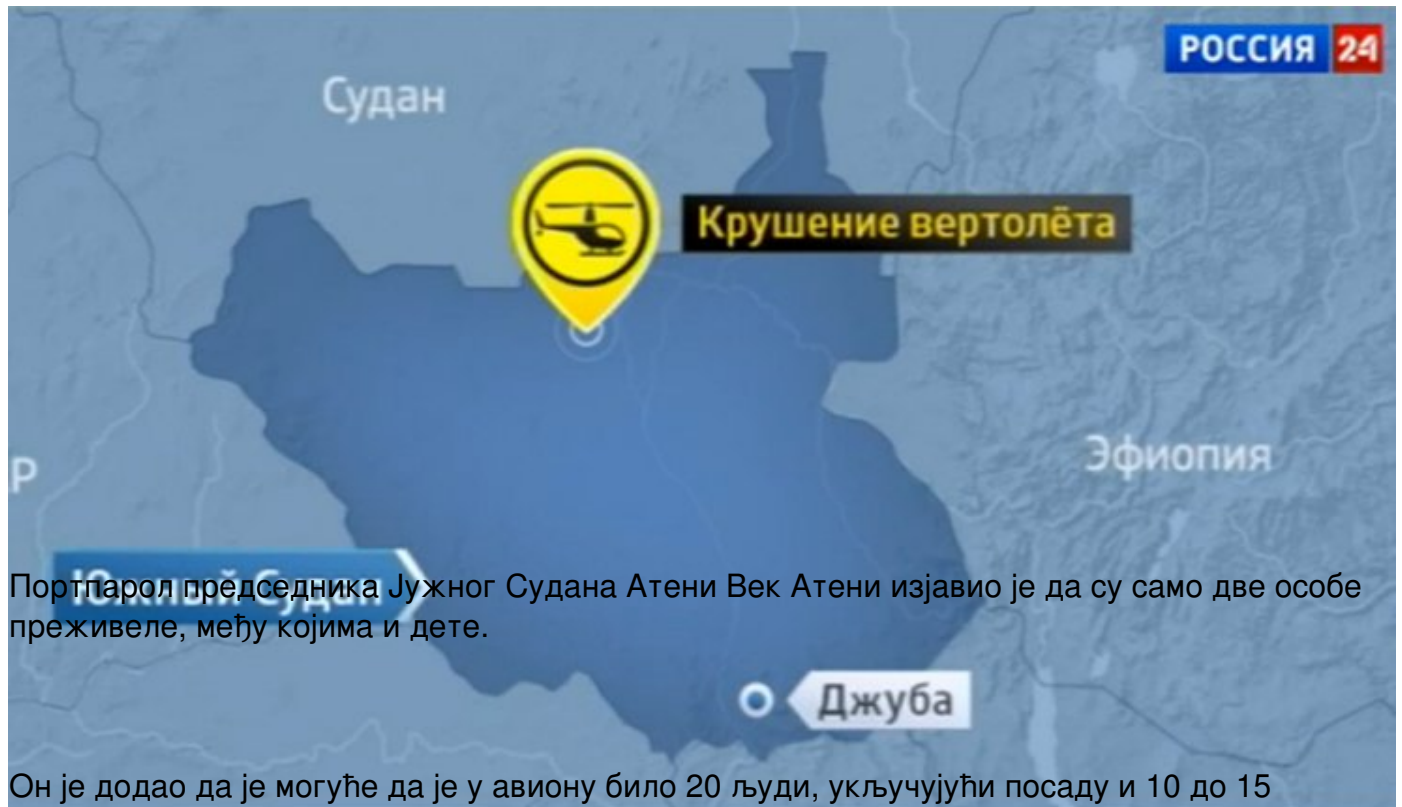 РОССИЯ 24
Судан
Крушение вертолёта
Эфиопия
Р
Южный Судан
Портпарол председника Јужног Судана Атени Век Атени изјавио је да су само две особе
преживеле, међу којима и дете.
Джуба
Он је додао да је могуће да је у авиону било 20 људи, укључујући посаду и 10 до 15